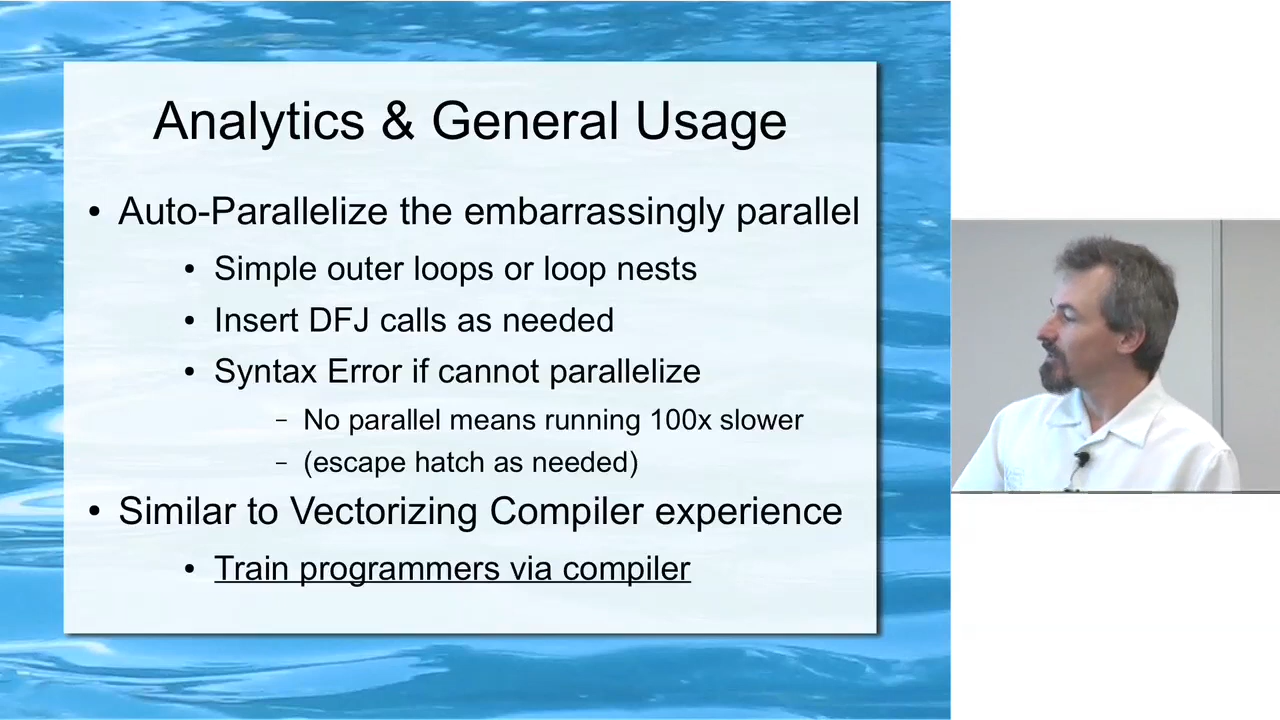 Analytics & General Usage
• Auto-Parallelize the embarrassingly parallel
• Simple outer loops or loop nests
• Insert DFJ calls as needed
• Syntax Error if cannot parallelize
– No parallel means running 100x slower
– (escape hatch as needed)
• Similar to Vectorizing Compiler experience
• Train programmers via compiler